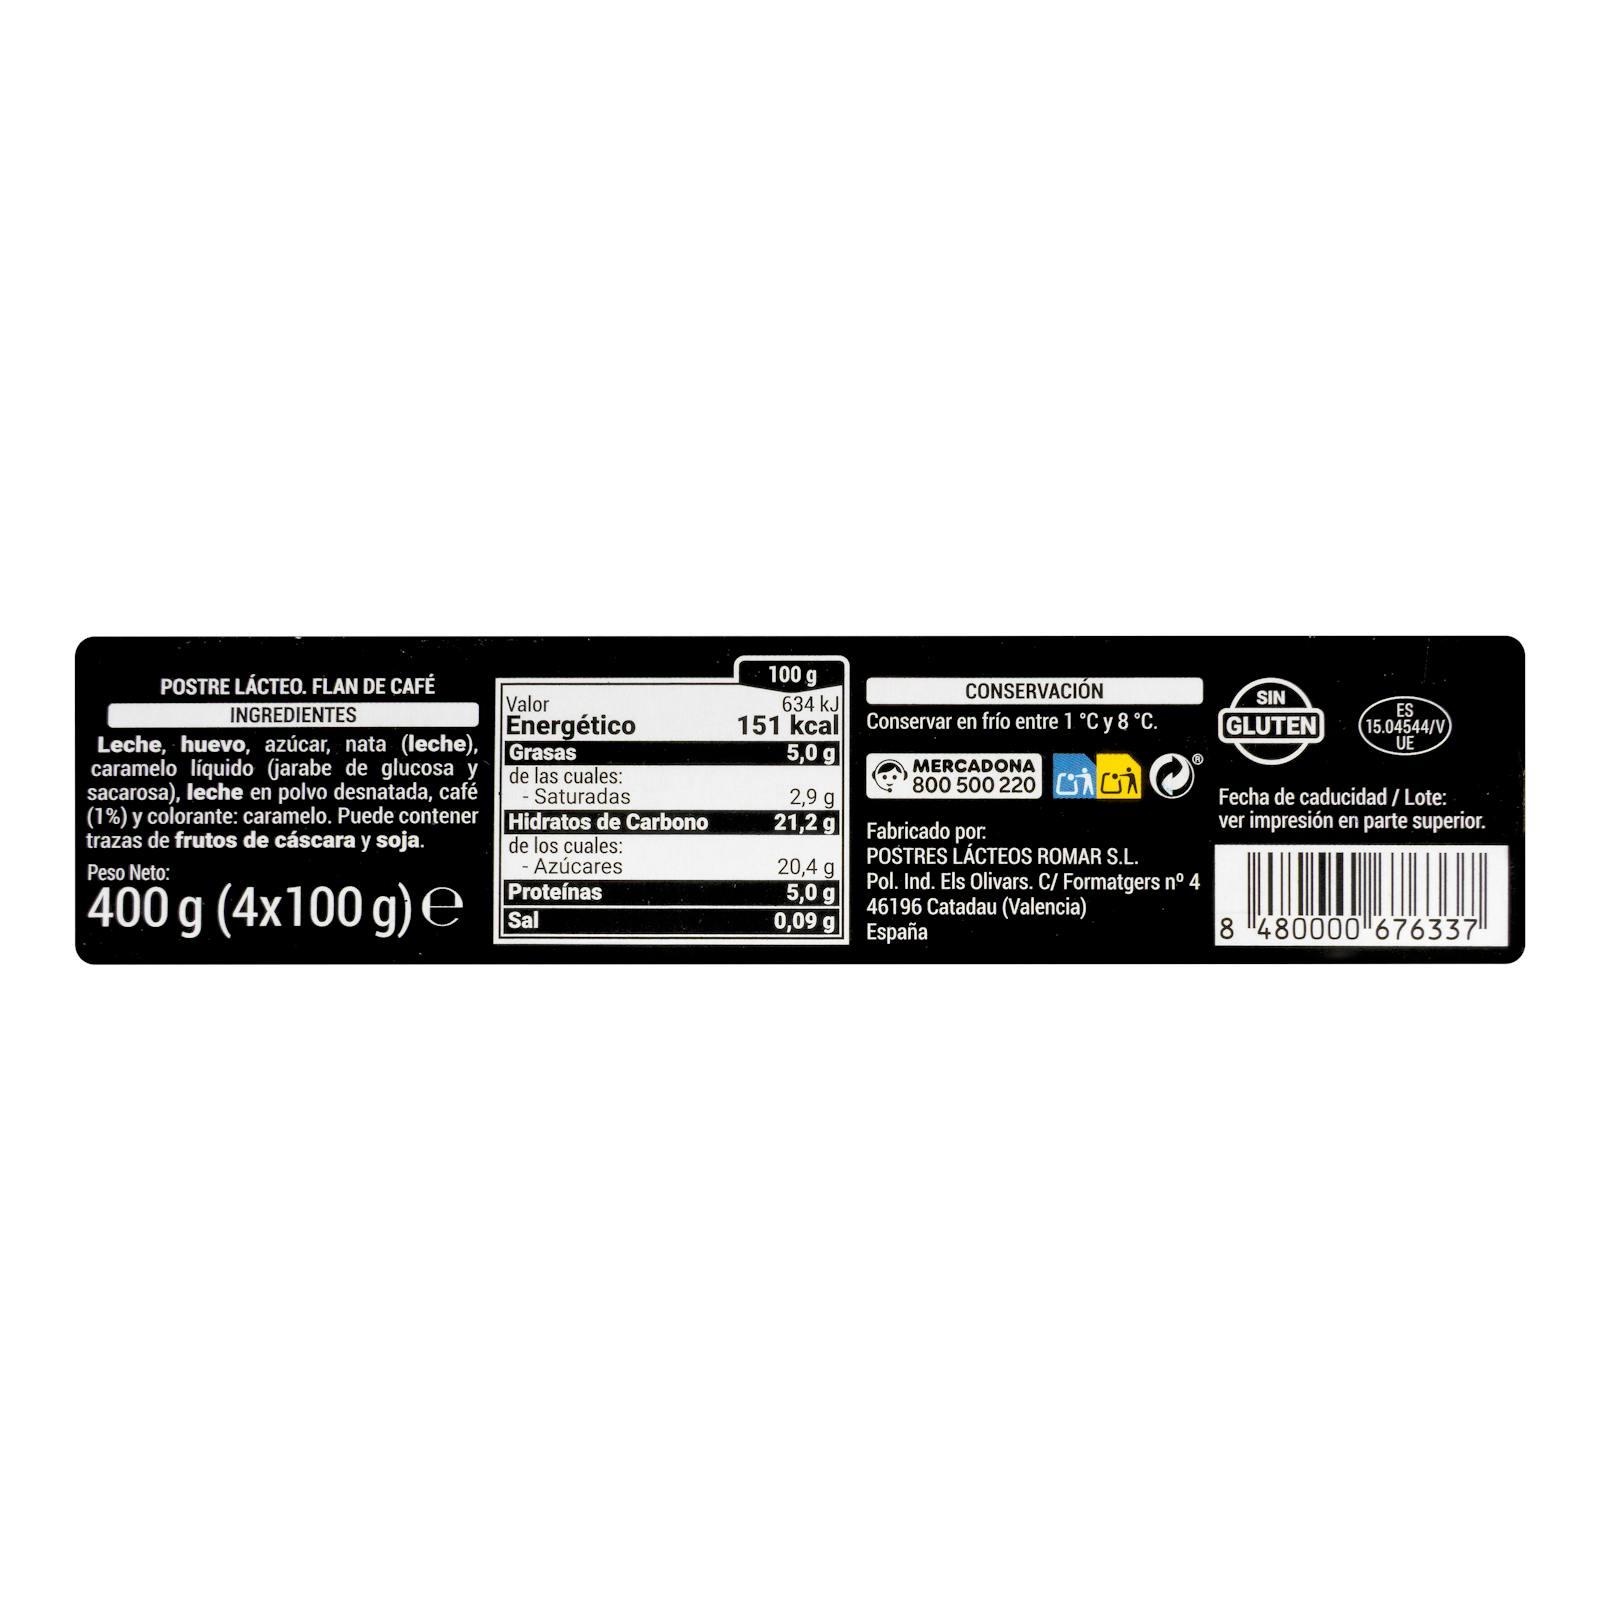 POSTRE LÁCTEO. FLAN DE CAFÉ
INGREDIENTES
Leche, huevo, azúcar, nata (leche),
caramelo líquido (jarabe de glucosa y
sacarosa), leche en polvo desnatada, café
(1%) y colorante: caramelo. Puede contener
trazas de frutos de cáscara y soja.
Peso Neto:
400 g (4x100 g) ℮
100 g
Valor 634 kJ
Energético 151 kcal
Grasas 5,0 g
de las cuales:
- Saturadas 2,9 g
Hidratos de Carbono 21,2 g
de los cuales:
- Azúcares 20,4 g
Proteínas 5,0 g
Sal 0,09 g
CONSERVACIÓN
Conservar en frío entre 1 °C y 8 °C.
MERCADONA
800 500 220
®
Fabricado por:
POSTRES LÁCTEOS ROMAR S.L.
Pol. Ind. Els Olivars. C/ Formatgers nº 4
46196 Catadau (Valencia)
España
SIN
GLUTEN
ES
15.04544/V
UE
Fecha de caducidad / Lote:
ver impresión en parte superior.
8 480000 676337